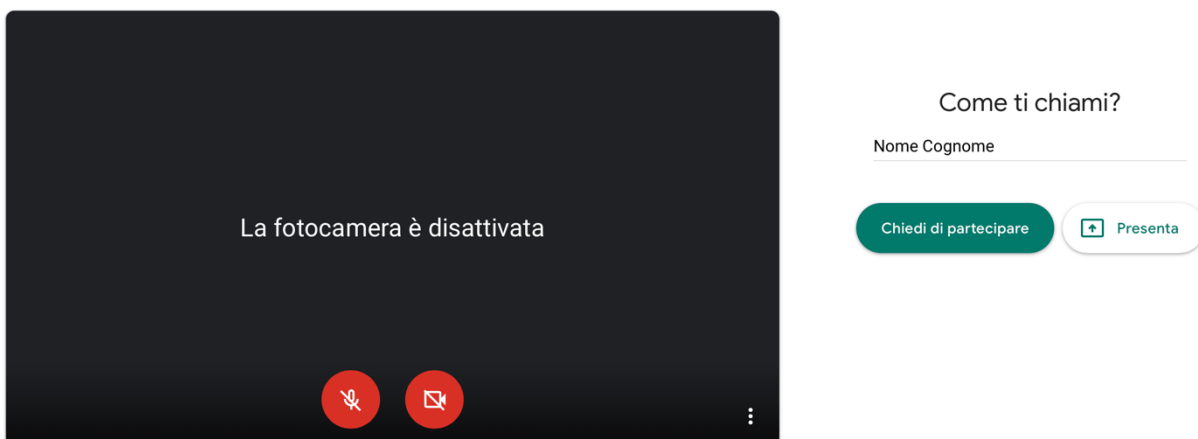 La fotocamera è disattivata
Come ti chiami?
Nome Cognome
Chiedi di partecipare
Presenta